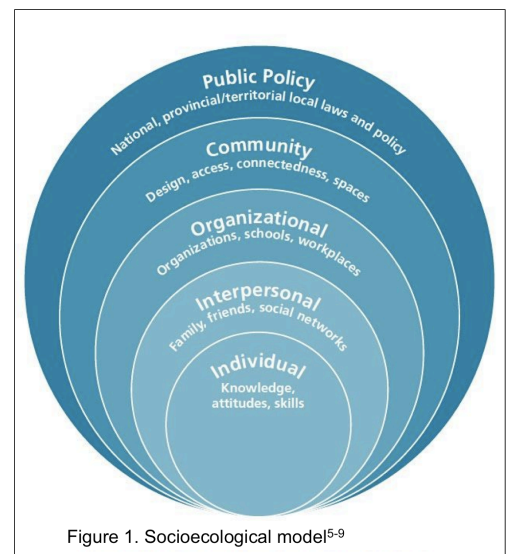 Public Policy
National, provincial/territorial local laws and policy
Community
Design, access, connectedness, spaces
Organizational
Organizations, schools, workplaces
Interpersonal
Family, friends, social networks
Individual
Knowledge,
attitudes, skills
Figure 1. Socioecological model5-9